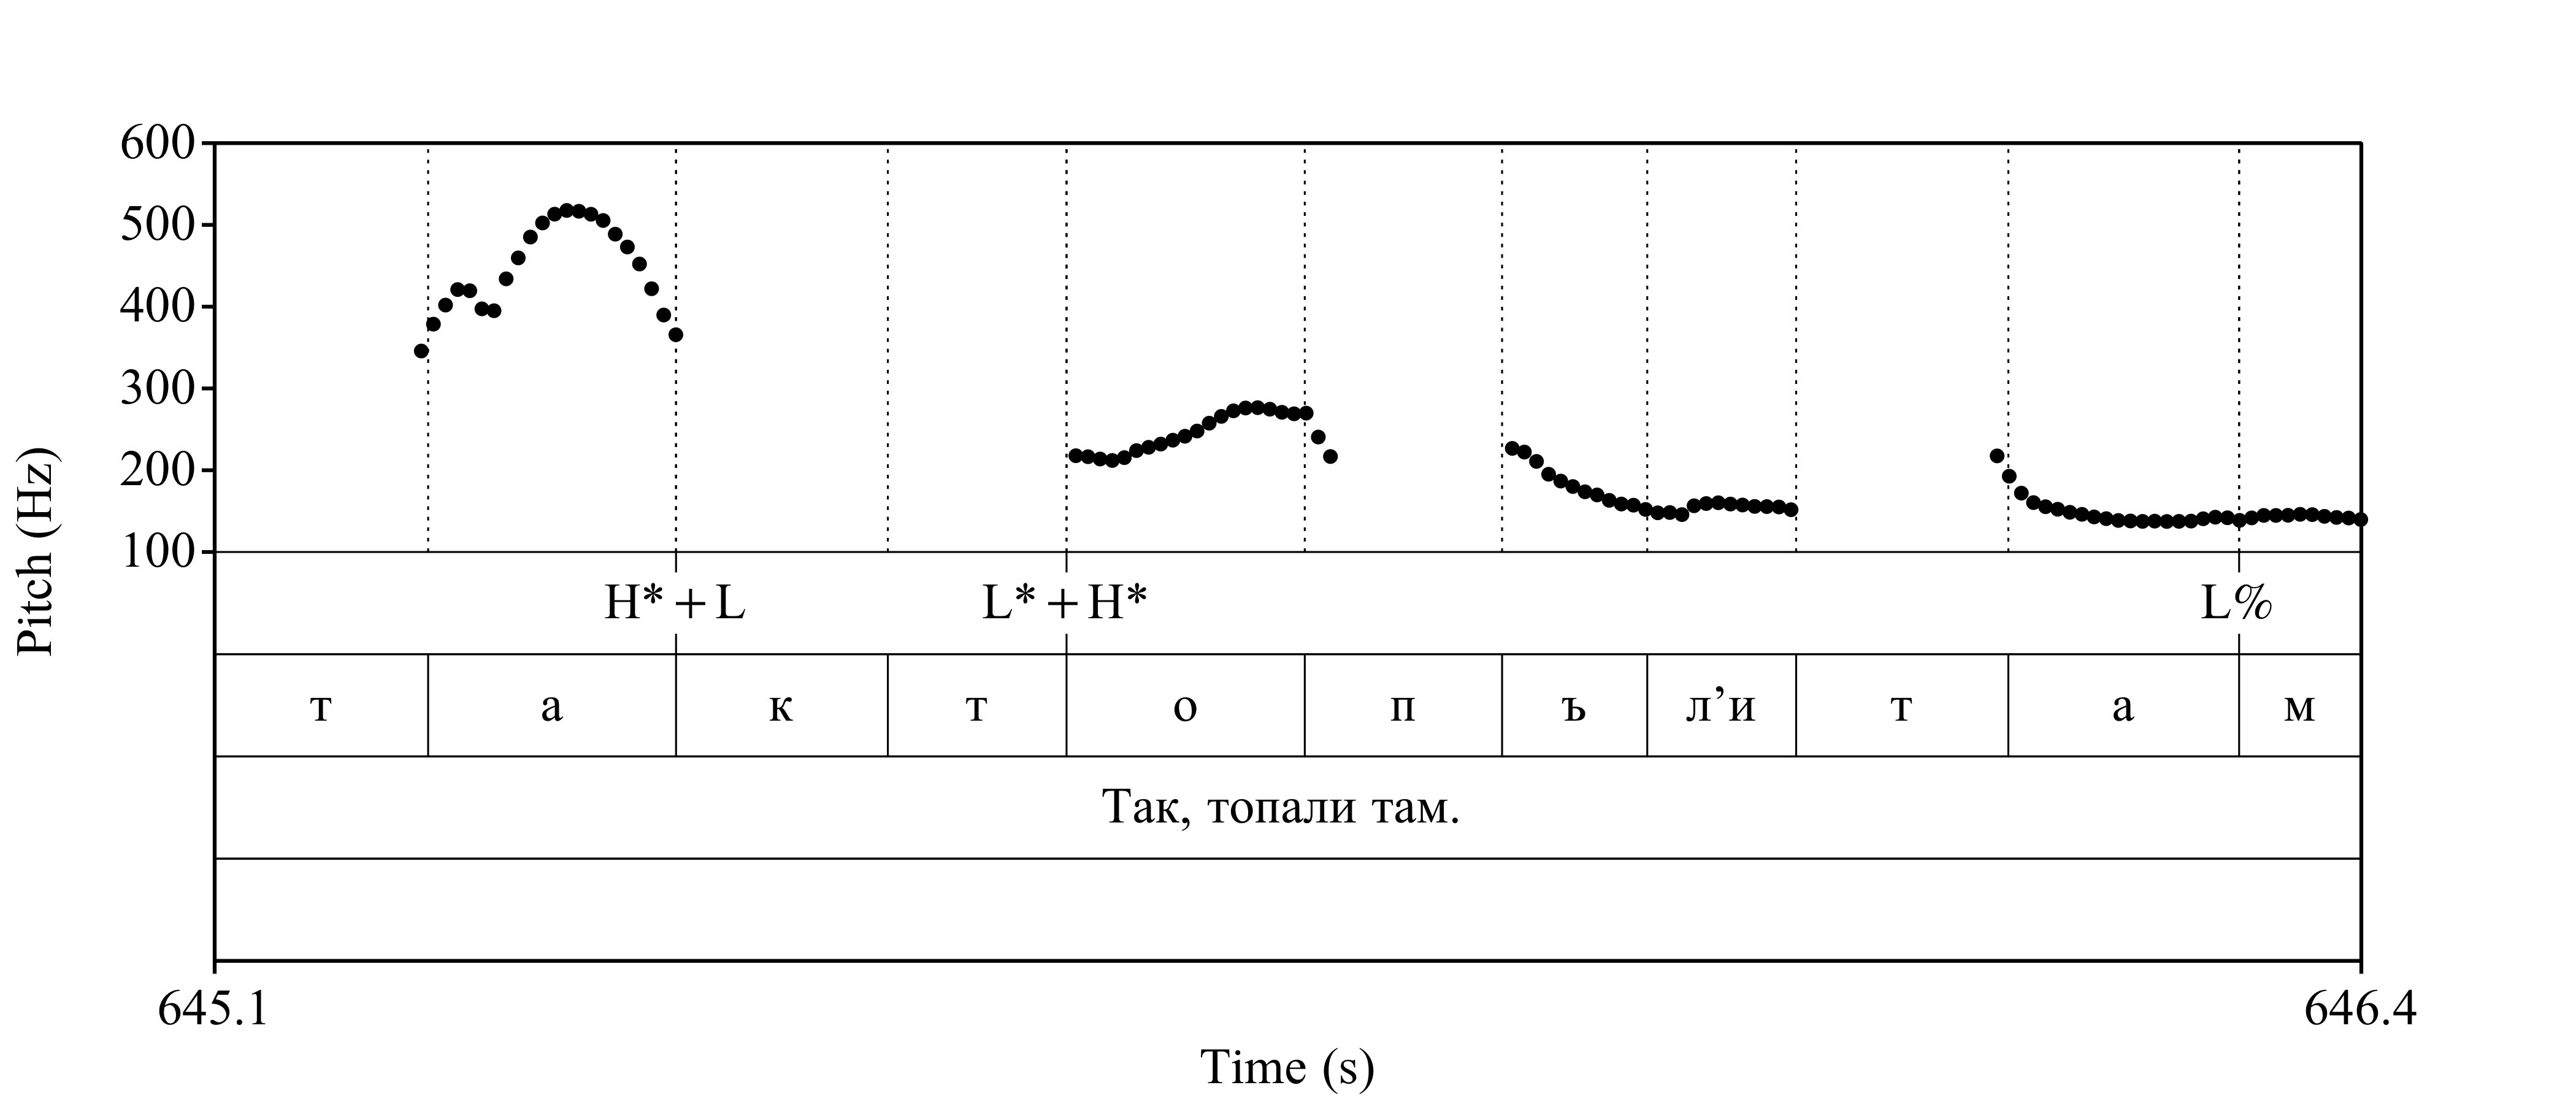 600
500
400
300
200
100
Pitch (Hz)
H*+L L*+H* L%
т а к т о п ъ л’и т а м
Так, топали там.
645.1 646.4
Time (s)